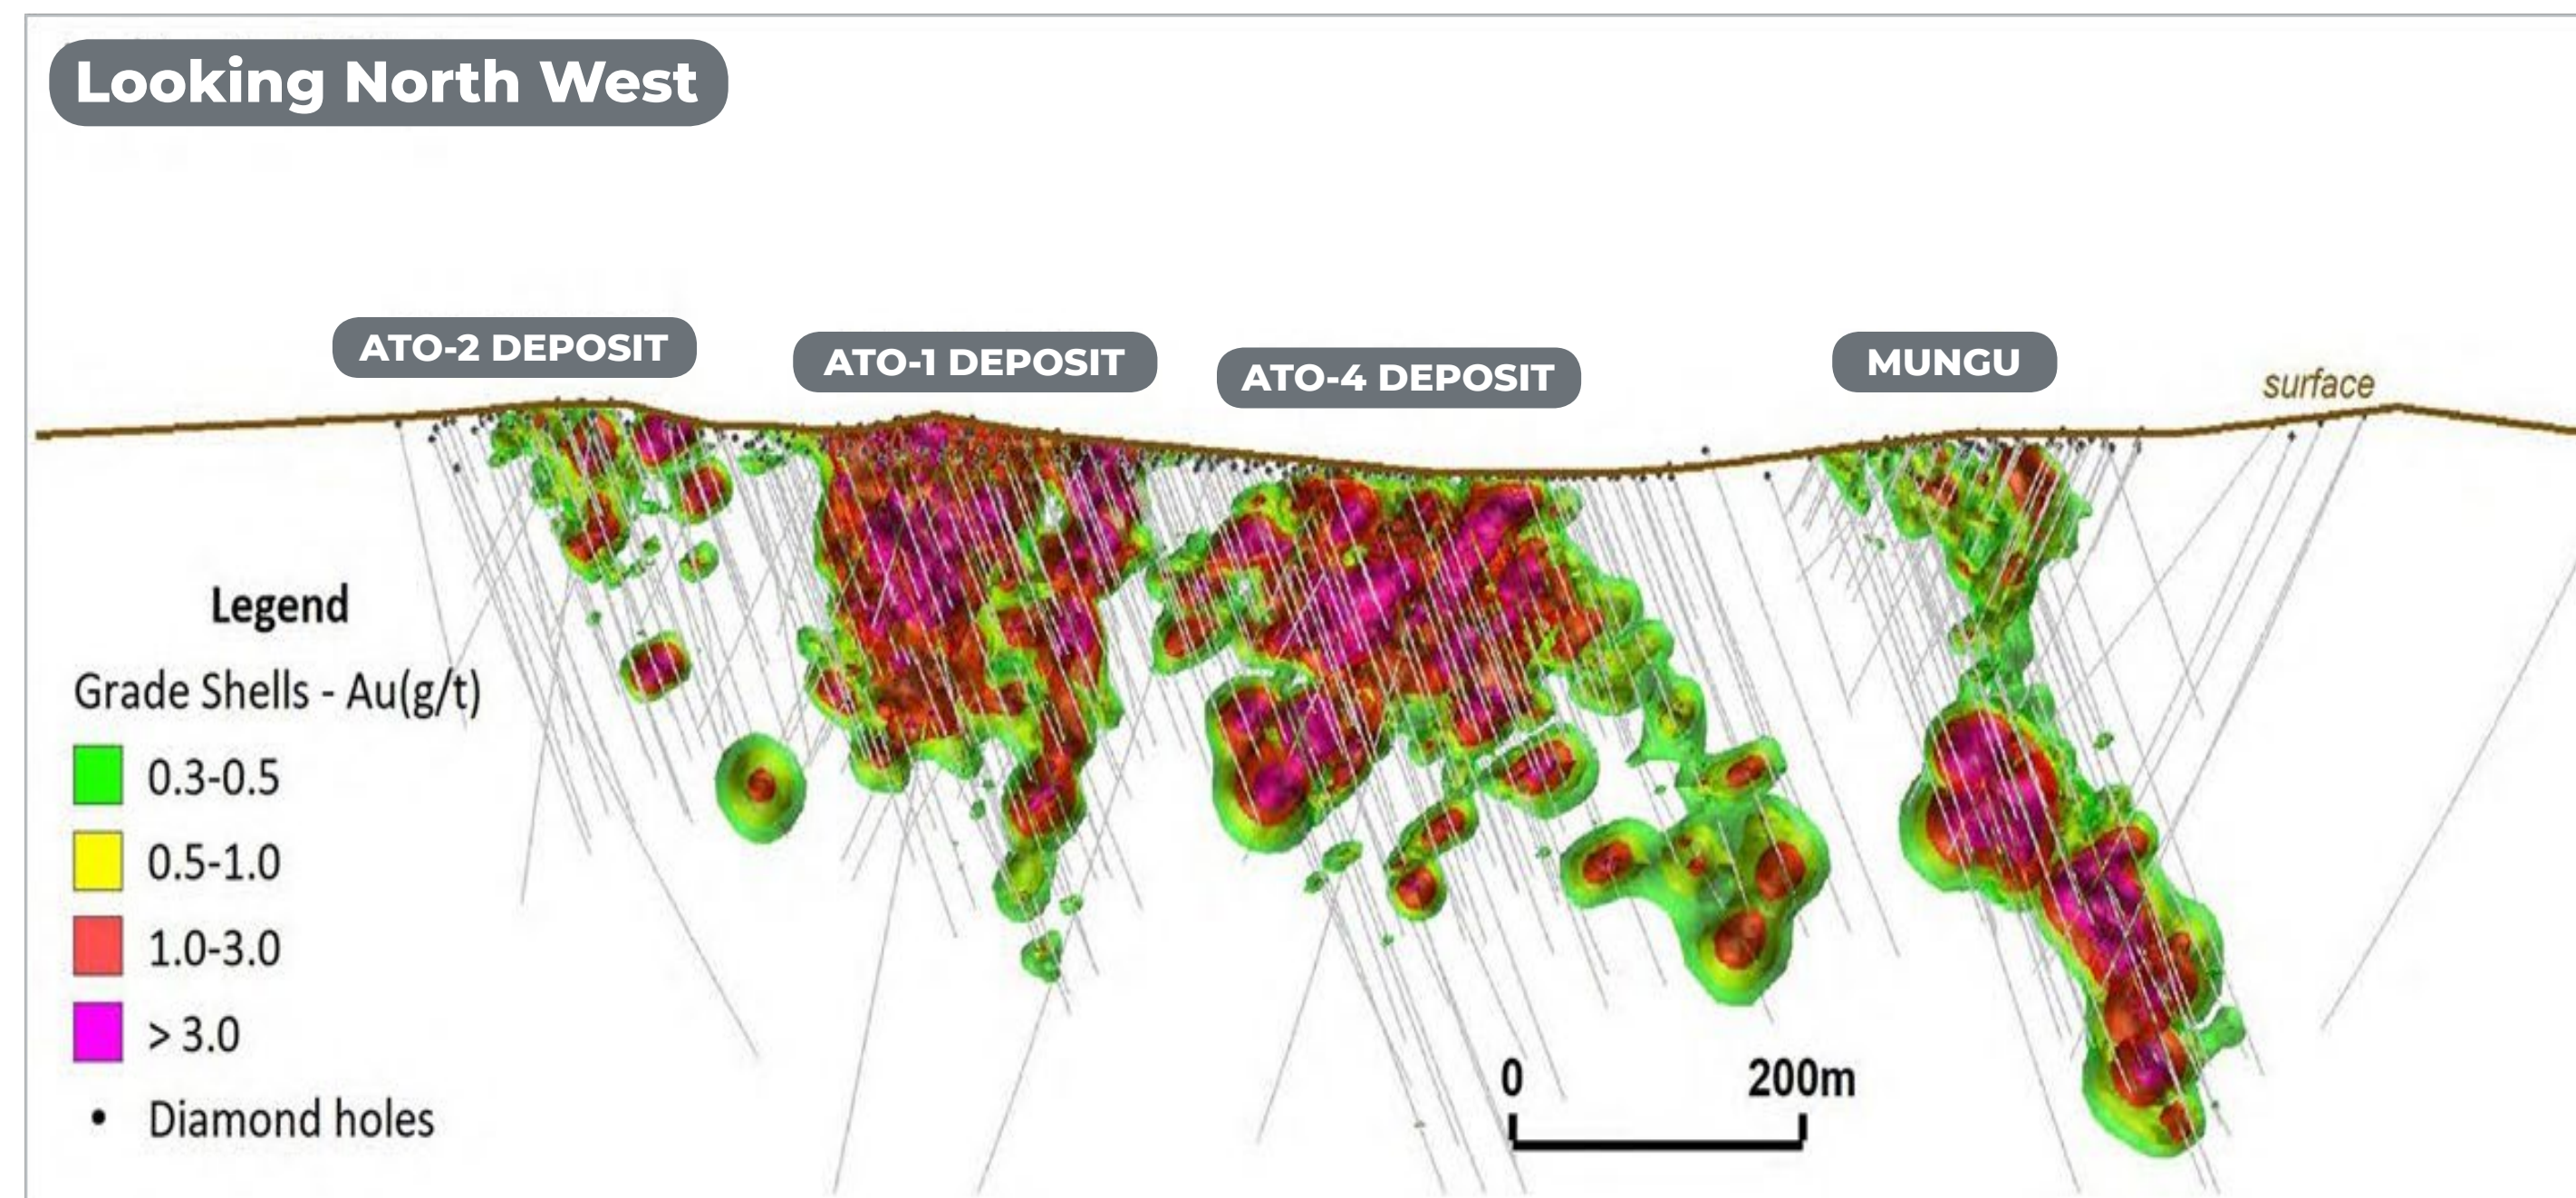 Looking North West
ATO-2 DEPOSIT
ATO-1 DEPOSIT
ATO-4 DEPOSIT
MUNGU
surface
Legend
Grade Shells - Au(g/t)
0.3-0.5
0.5-1.0
1.0-3.0
> 3.0
Diamond holes
0 200m